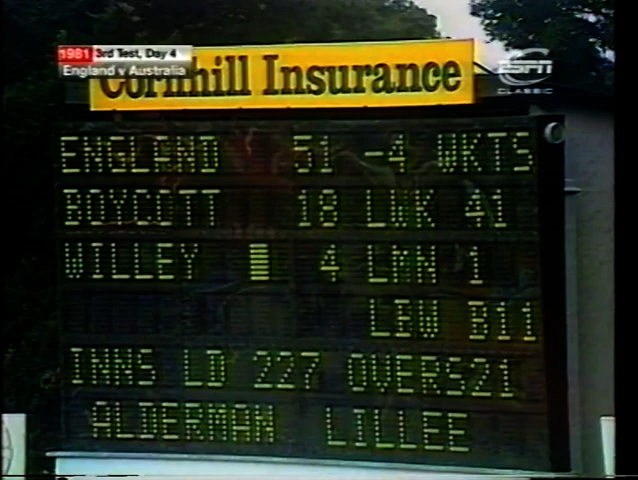 1981 3rd Test, Day 4
England v Australia
Cornhill Insurance
ESPN
CLASSIC
ENGLAND 51 -4 WKTS
BOYCOTT 18 LWK 41
WILLEY 4 LMN 1
LBW B11
INNS LD 227 OVERS21
ALDERMAN LILLEE